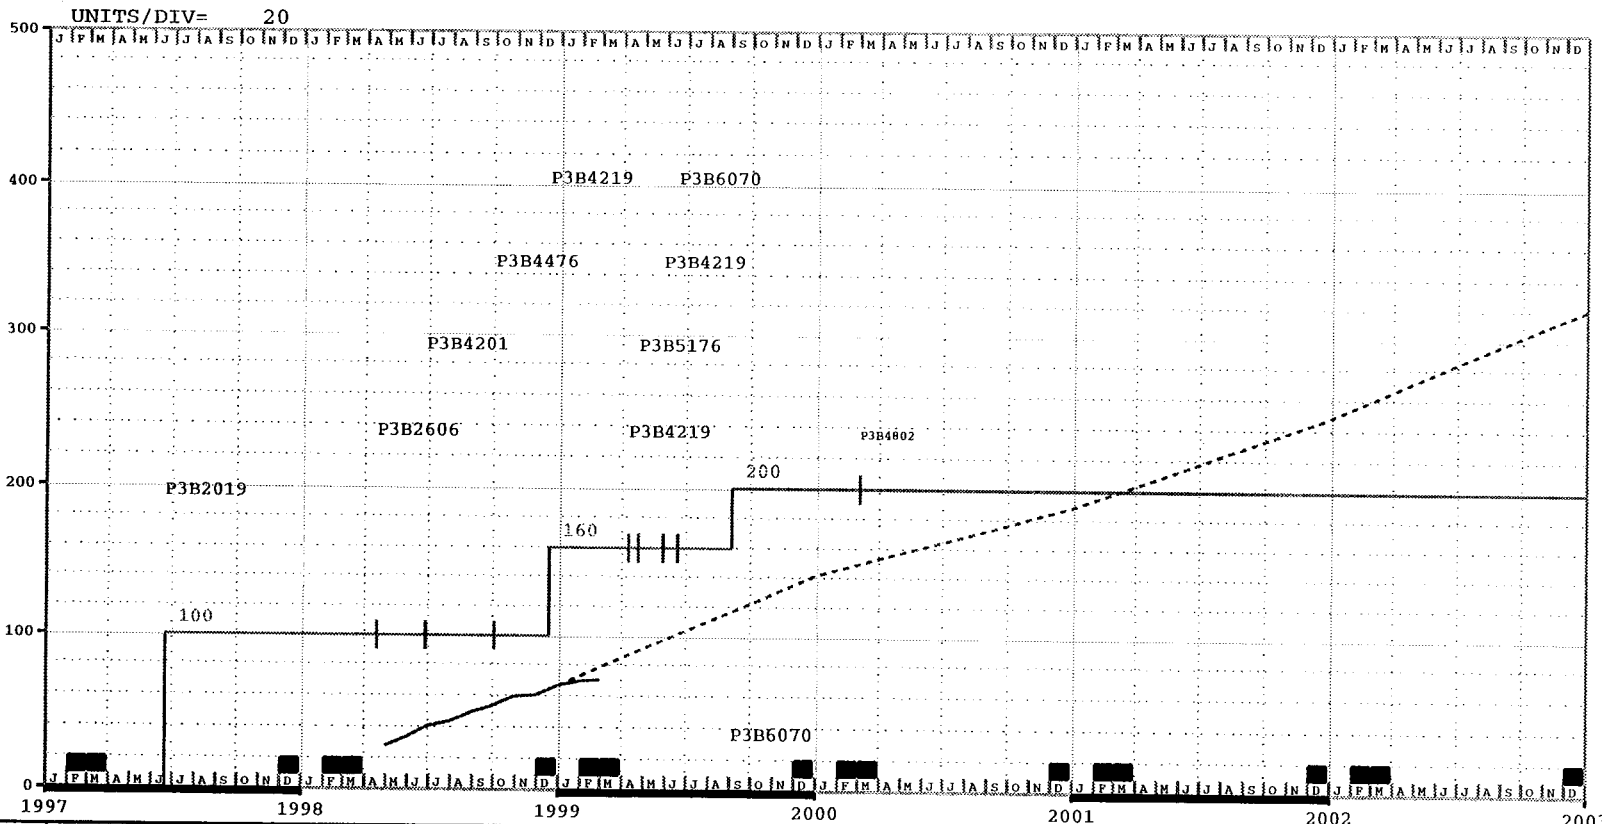 UNITS/DIV= 20
500 J F M A M J J A S O N D J F M A M J J A S O N D J F M A M J J A S O N D J F M A M J J A S O N D J F M A M J J A S O N D J F M A M J J A S O N D
400 P3B4219 P3B6070
P3B4476 P3B4219
300 P3B4201 P3B5176
P3B2606 P3B4219 P3B4802
200 P3B2019 200
160
100 100
P3B6070
0 J F M A M J J A S O N D J F M A M J J A S O N D J F M A M J J A S O N D J F M A M J J A S O N D J F M A M J J A S O N D J F M A M J J A S O N D
1997 1998 1999 2000 2001 2002 2003